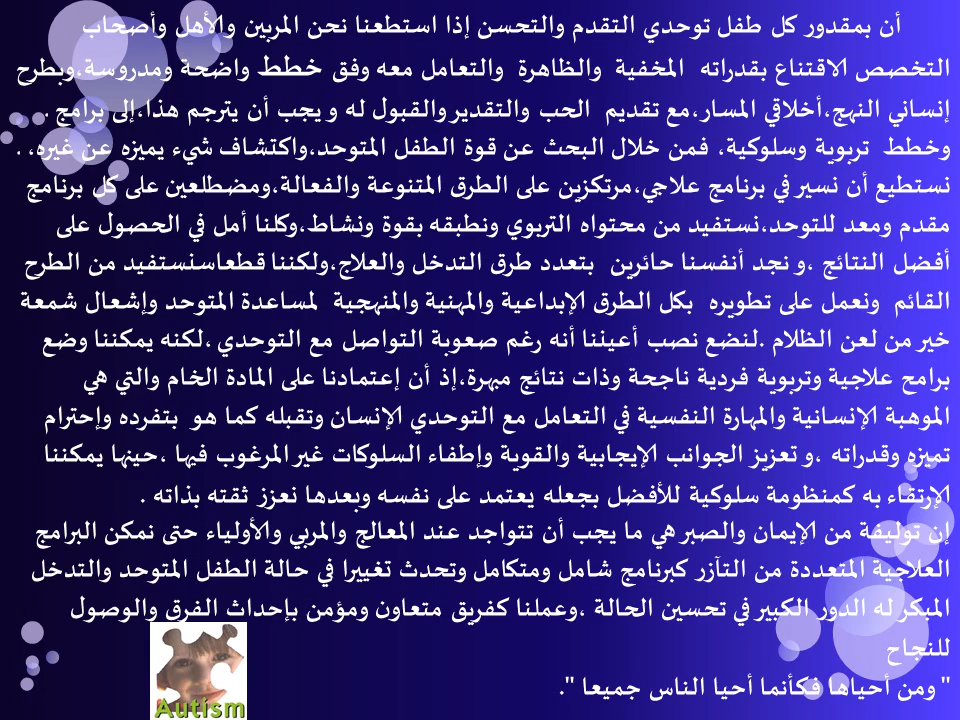 أن بمقدور كل طفل توحدي التقدم والتحسن إذا استطعنا نحن المربين والأهل وأصحاب
التخصص الاقتناع بقدراته المخفية والظاهرة والتعامل معه وفق خطط واضحة ومدروسة،وبطرح
إنساني النهج،أخلاقي المسار،مع تقديم الحب والتقدير والقبول له و يجب أن يترجم هذا،إلى برامج .
وخطط تربوية وسلوكية، فمن خلال البحث عن قوة الطفل المتوحد،واكتشاف شيء يميزه عن غيره، .
نستطيع أن نسير في برنامج علاجي،مرتكزين على الطرق المتنوعة والفعالة،ومضطلعين على كل برنامج
مقدم ومعد للتوحد،نستفيد من محتواه التربوي ونطبقه بقوة ونشاط،وكلنا أمل في الحصول على
أفضل النتائج ،و نجد أنفسنا حائرين بتعدد طرق التدخل والعلاج،ولكننا قطعاسنستفيد من الطرح
القائم ونعمل على تطويره بكل الطرق الإبداعية والمهنية والمنهجية لمساعدة المتوحد وإشعال شمعة
خير من لعن الظلام .لنضع نصب أعيننا أنه رغم صعوبة التواصل مع التوحدي ،لكنه يمكننا وضع
برامح علاجية وتربوية فردية ناجحة وذات نتائج مبهرة،إذ أن إعتمادنا على المادة الخام والتي هي
الموهبة الإنسانية والمهارة النفسية في التعامل مع التوحدي الإنسان وتقبله كما هو بتفرده وإحترام
تميزه وقدراته ،و تعزيز الجوانب الإيجابية والقوية وإطفاء السلوكات غير المرغوب فيها ،حينها يمكننا
الإرتقاء به كمنظومة سلوكية للأفضل بجعله يعتمد على نفسه وبعدها نعزز ثقته بذاته .
إن توليفة من الإيمان والصبر هي ما يجب أن تتواجد عند المعالج والمربي والأولياء حتى نمكن البرامج
العلاجية المتعددة من التآزر كبرنامج شامل ومتكامل وتحدث تغييرا في حالة الطفل المتوحد والتدخل
المبكر له الدور الكبير في تحسين الحالة ،وعملنا كفريق متعاون ومؤمن بإحداث الفرق والوصول
للنجاح
" ومن أحياها فكأنما أحيا الناس جميعا ".
Autism